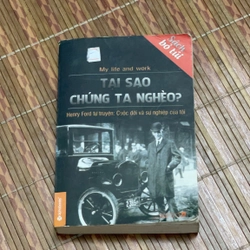 Sách
bỏ túi
My life and work
TẠI SAO
CHÚNG TA NGHÈO?
Henry Ford tự truyện: Cuộc đời và sự nghiệp của tôi